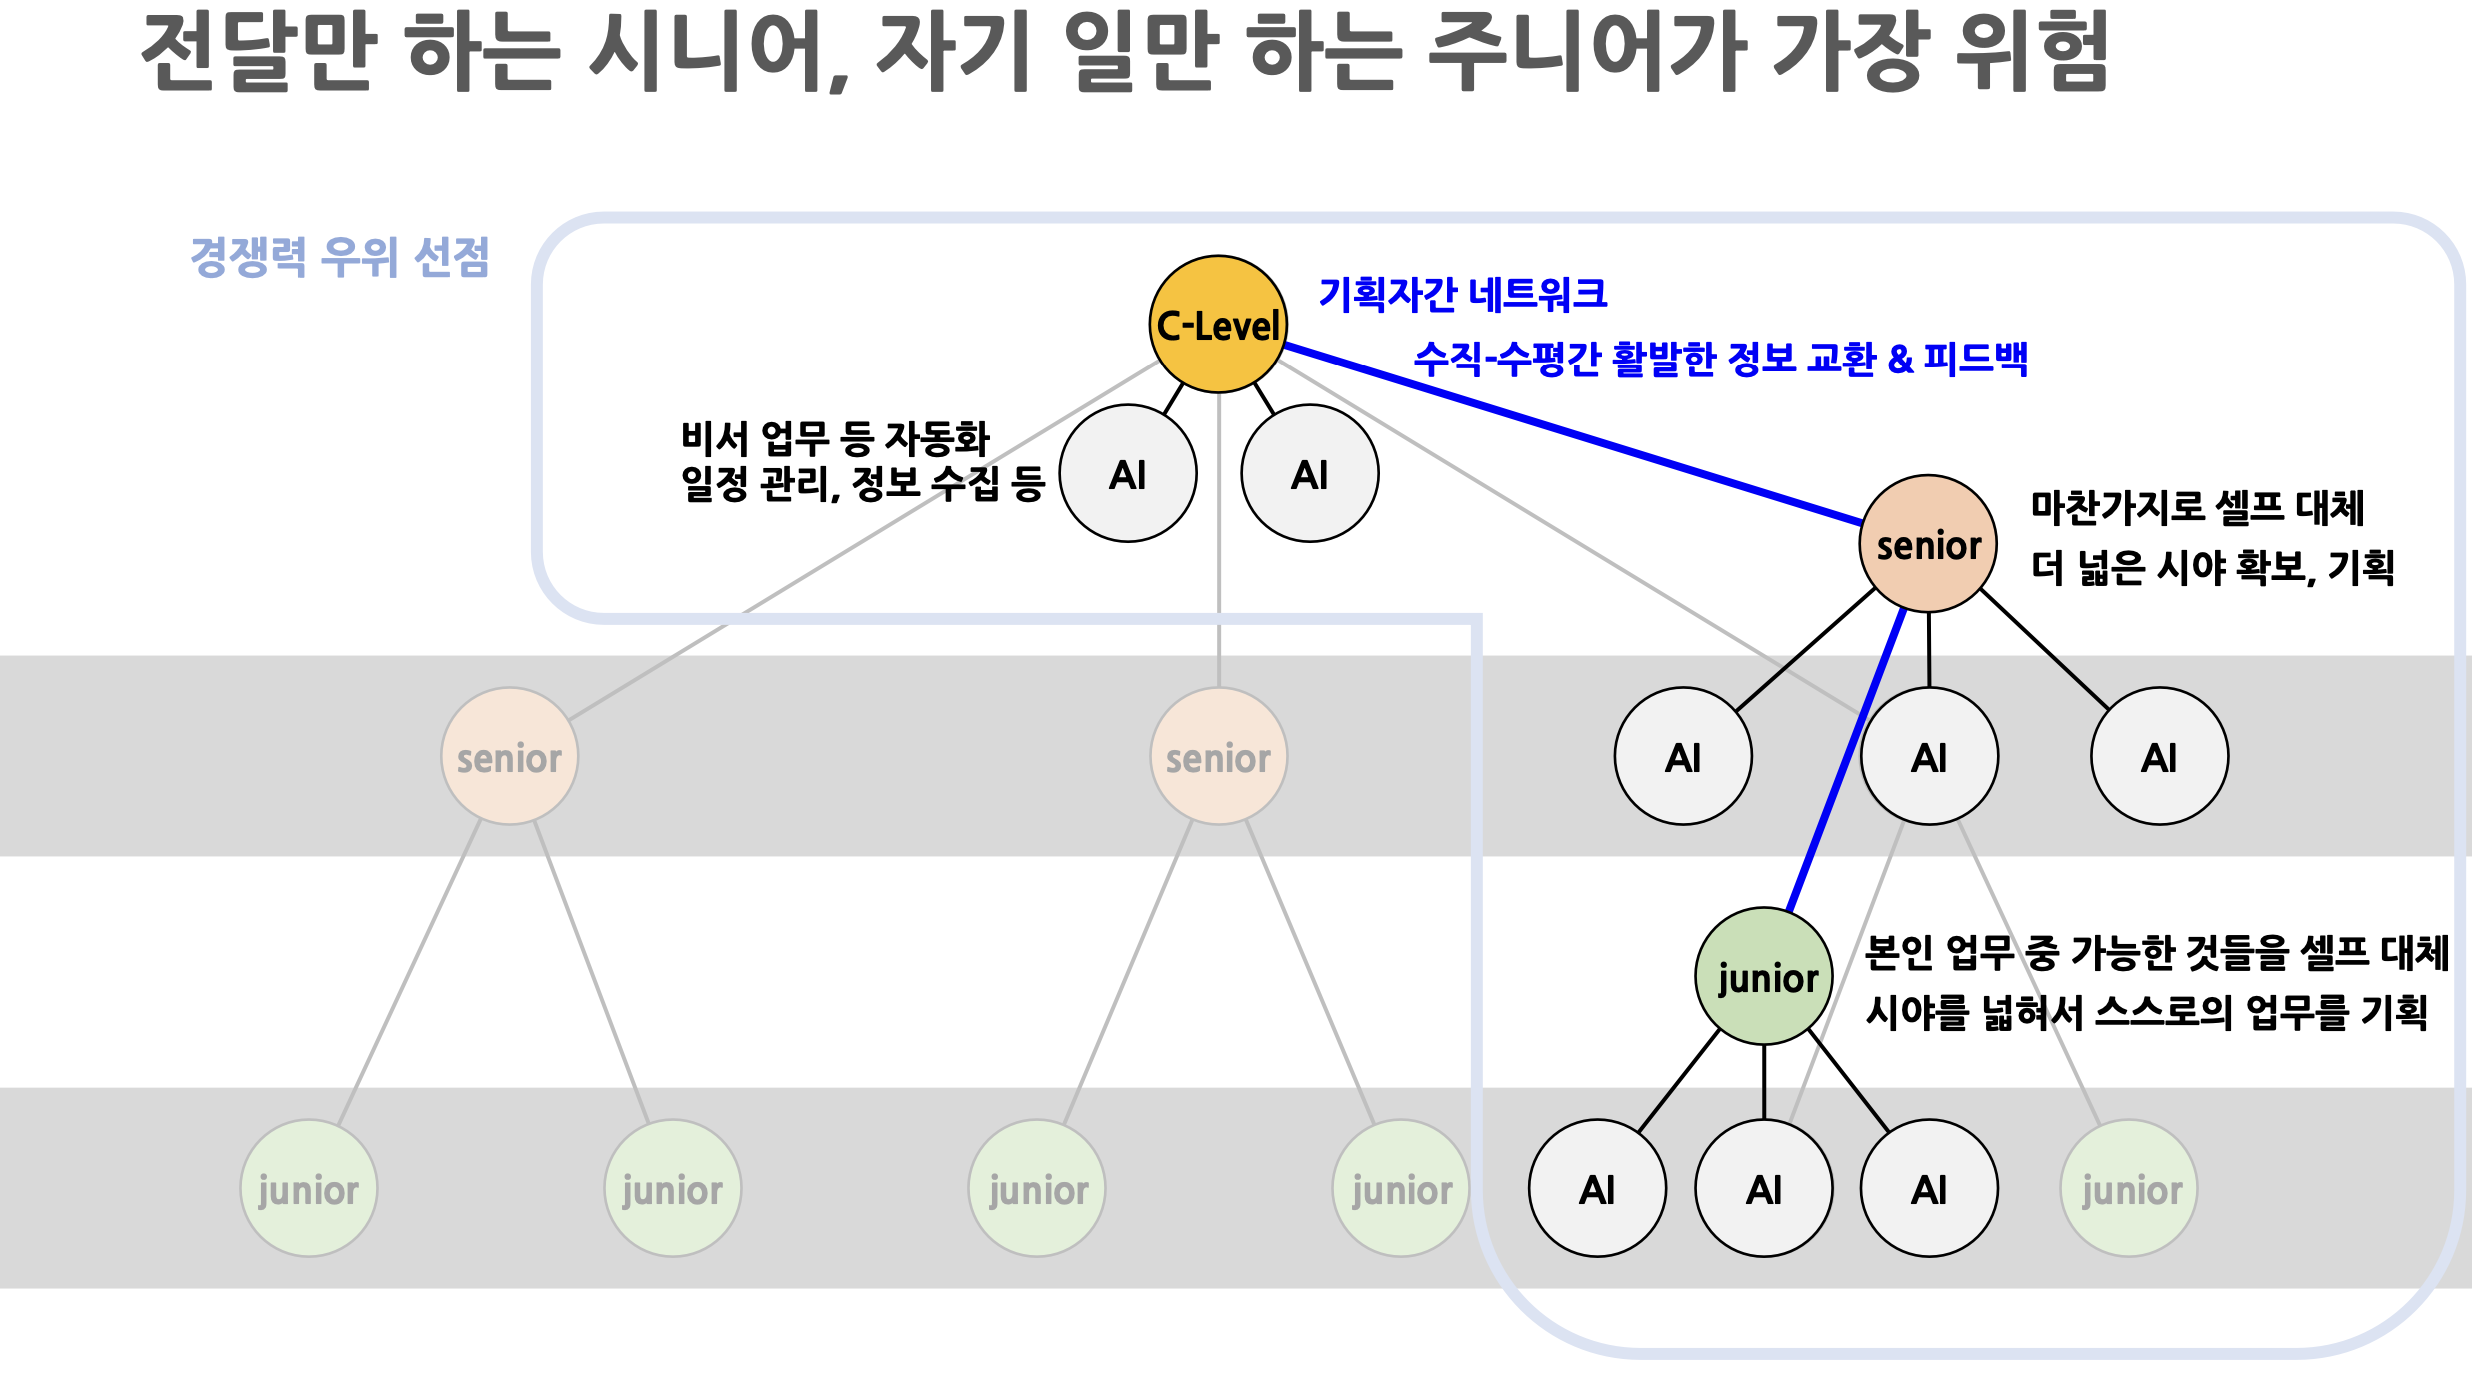 전달만 하는 시니어, 자기 일만 하는 주니어가 가장 위험
경쟁력 우위 선점
C-Level
기획자간 네트워크
수직-수평간 활발한 정보 교환 & 피드백
비서 업무 등 자동화
일정 관리, 정보 수집 등
AI
AI
senior
마찬가지로 셀프 대체
더 넓은 시야 확보, 기획
senior
senior
AI
AI
AI
junior
본인 업무 중 가능한 것들을 셀프 대체
시야를 넓혀서 스스로의 업무를 기획
junior
junior
junior
junior
AI
AI
AI
junior